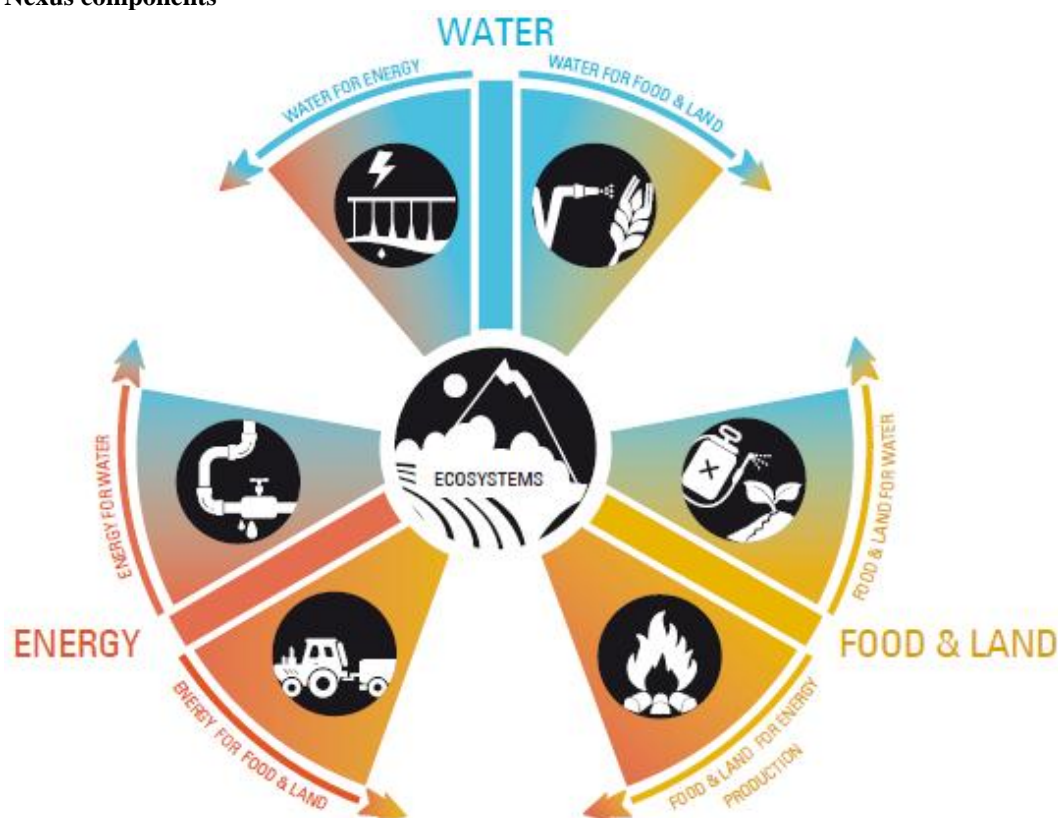 Nexus components
WATER
WATER FOR ENERGY
WATER FOR FOOD & LAND
ECOSYSTEMS
ENERGY FOR WATER
FOOD & LAND FOR WATER
ENERGY
FOOD & LAND
ENERGY FOR FOOD & LAND
FOOD & LAND FOR ENERGY
PRODUCTION